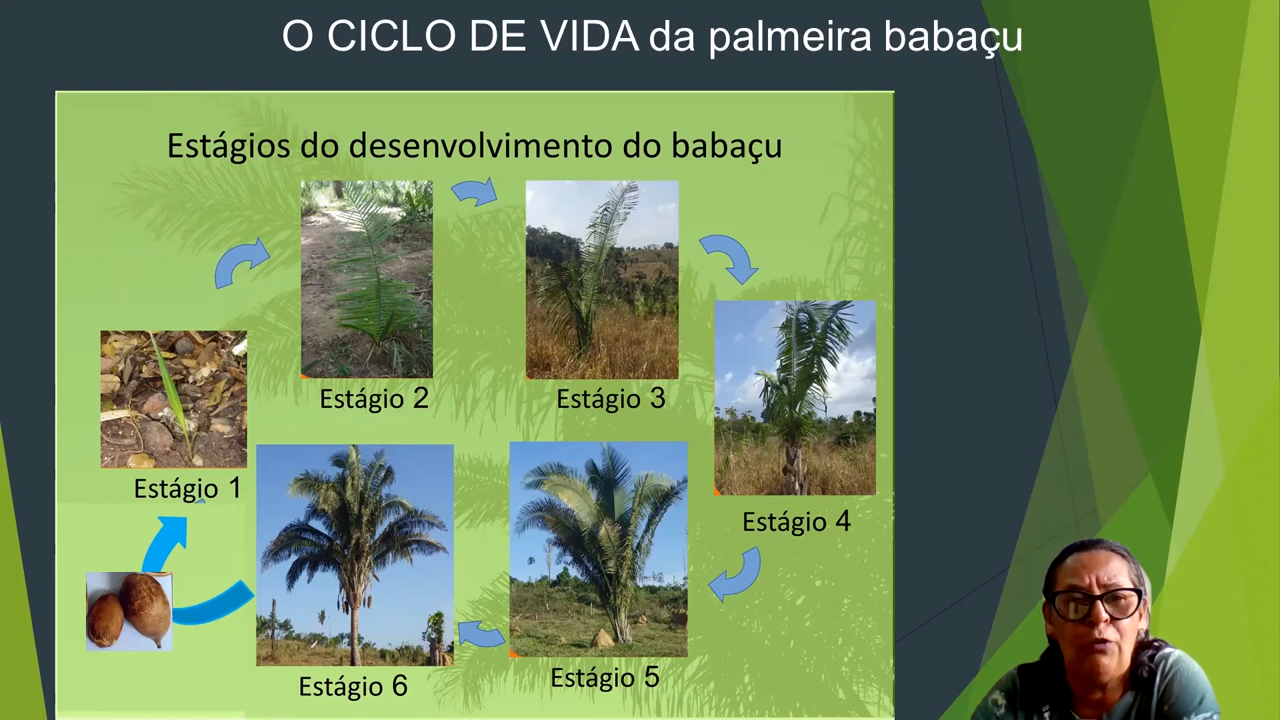 O CICLO DE VIDA da palmeira babaçu
Estágios do desenvolvimento do babaçu
Estágio 1
Estágio 2
Estágio 3
Estágio 4
Estágio 5
Estágio 6